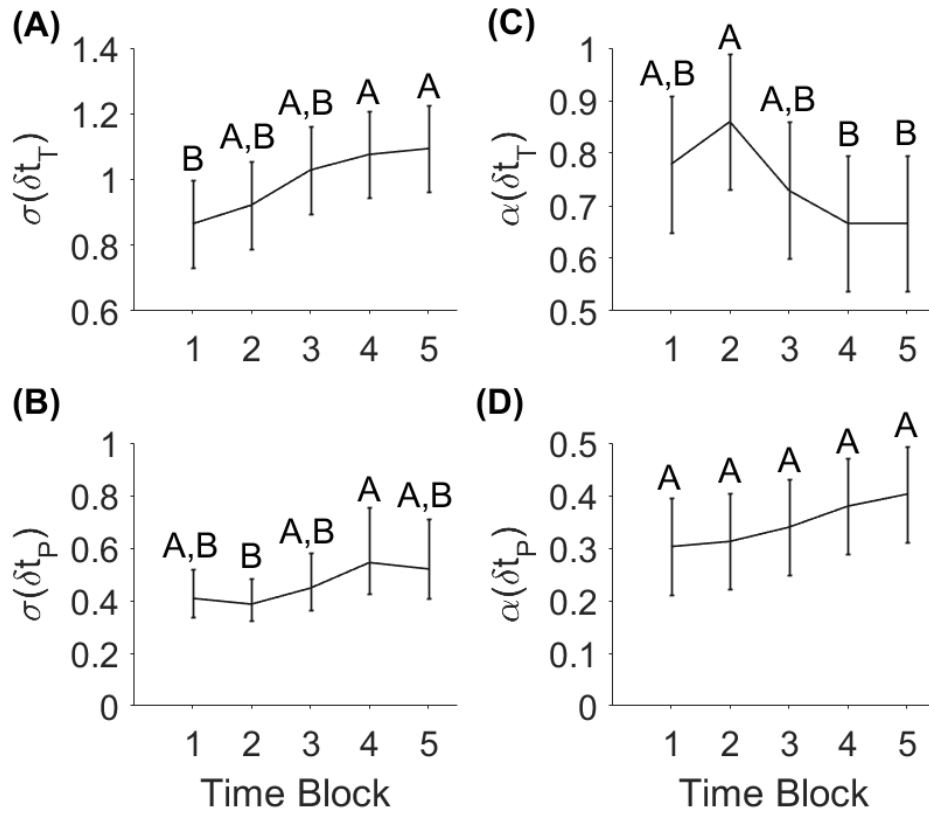 (A)
σ(δt_T)
1.4
1.2
1
0.8
0.6
B
A,B
A,B
A
A
1 2 3 4 5
(C)
α(δt_T)
1
0.9
0.8
0.7
0.6
0.5
A,B
A
A,B
B
B
1 2 3 4 5
(B)
σ(δt_P)
1
0.8
0.6
0.4
0.2
0
A,B
B
A,B
A
A,B
1 2 3 4 5
Time Block
(D)
α(δt_P)
0.5
0.4
0.3
0.2
0.1
0
A
A
A
A
A
1 2 3 4 5
Time Block